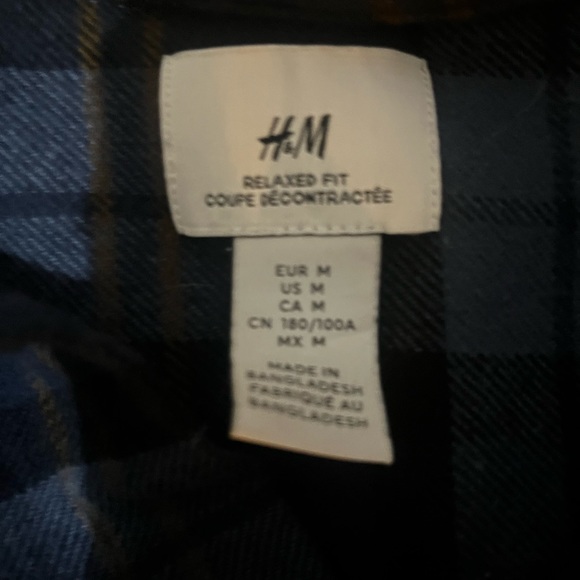 H&M
RELAXED FIT
COUPE DÉCONTRACTÉE
EUR M
US M
CA M
CN 180/100A
MX M
MADE IN
BANGLADESH
FABRIQUÉ AU
BANGLADESH